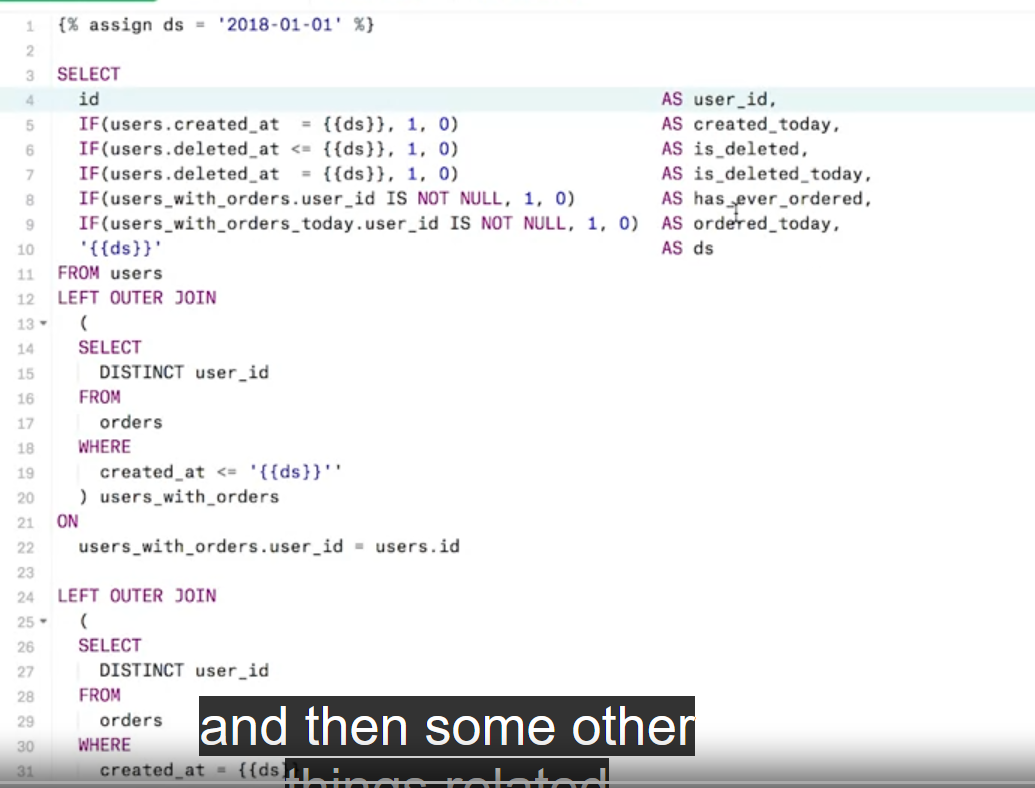 1 {% assign ds = '2018-01-01' %}
2
3 SELECT
4 id AS user_id,
5 IF(users.created_at = {{ds}}, 1, 0) AS created_today,
6 IF(users.deleted_at <= {{ds}}, 1, 0) AS is_deleted,
7 IF(users.deleted_at = {{ds}}, 1, 0) AS is_deleted_today,
8 IF(users_with_orders.user_id IS NOT NULL, 1, 0) AS has_ever_ordered,
9 IF(users_with_orders_today.user_id IS NOT NULL, 1, 0) AS ordered_today,
10 '{{ds}}' AS ds
11 FROM users
12 LEFT OUTER JOIN
13 (
14 SELECT
15 DISTINCT user_id
16 FROM
17 orders
18 WHERE
19 created_at <= '{{ds}}''
20 ) users_with_orders
21 ON
22 users_with_orders.user_id = users.id
23
24 LEFT OUTER JOIN
25 (
26 SELECT
27 DISTINCT user_id
28 FROM
29 orders
30 WHERE
31 created_at = {{ds}
and then some other
things related